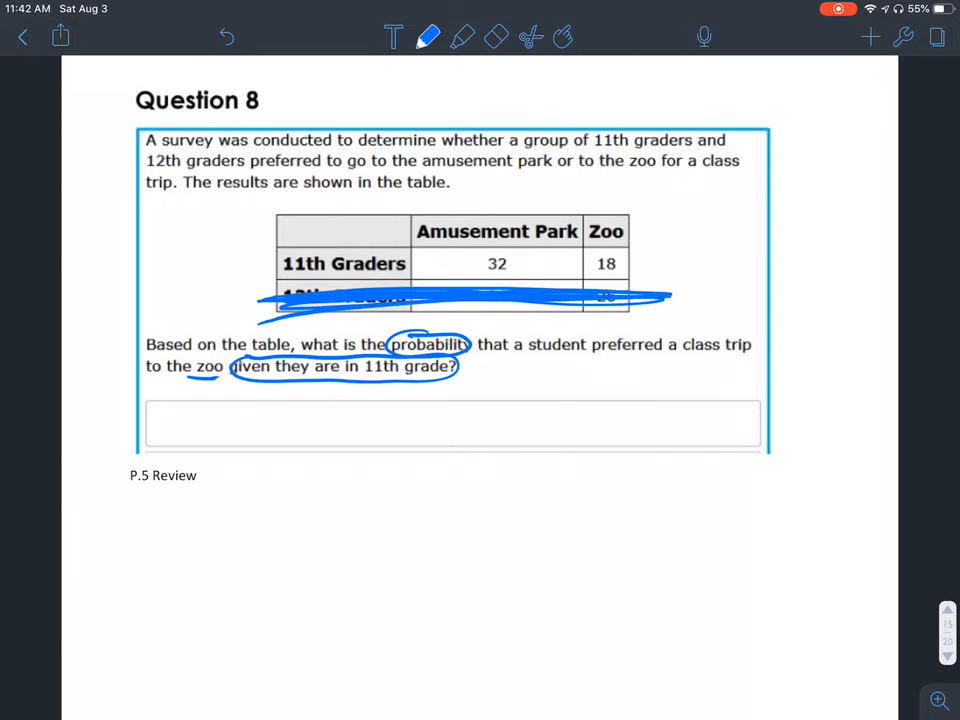 11:42 AM Sat Aug 3
55%
Question 8
A survey was conducted to determine whether a group of 11th graders and
12th graders preferred to go to the amusement park or to the zoo for a class
trip. The results are shown in the table.
Amusement Park Zoo
11th Graders 32 18
Based on the table, what is the probability that a student preferred a class trip
to the zoo given they are in 11th grade?
P.5 Review
15
20